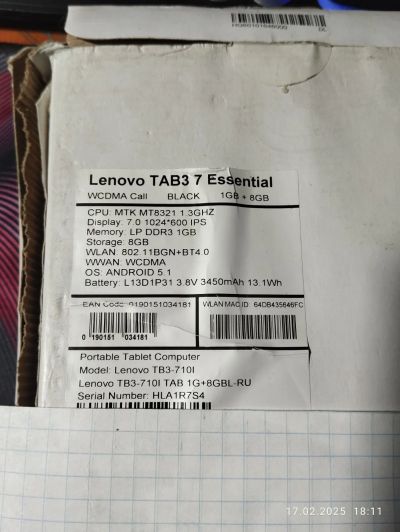 Lenovo TAB3 7 Essential
WCDMA Call BLACK 1GB + 8GB
CPU: MTK MT8321 1.3GHZ
Display: 7.0 1024*600 IPS
Memory: LP DDR3 1GB
Storage: 8GB
WLAN: 802.11BGN+BT4.0
WWAN: WCDMA
OS: ANDROID 5.1
Battery: L13D1P31 3.8V 3450mAh 13.1Wh
EAN Code: 0190151034181
WLAN MAC ID: 64DB435646FC
0 190151 034181
Portable Tablet Computer
Model: Lenovo TB3-710I
Lenovo TB3-710I TAB 1G+8GBL-RU
Serial Number: HLA1R7S4
17.02.2025 18:11